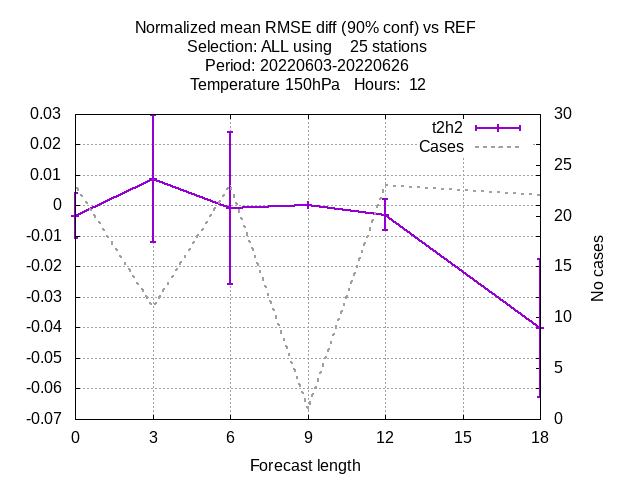 Normalized mean RMSE diff (90% conf) vs REF
Selection: ALL using    25 stations
Period: 20220603-20220626
Temperature 150hPa   Hours:  12
t2h2
Cases
0.03
0.02
0.01
0
-0.01
-0.02
-0.03
-0.04
-0.05
-0.06
-0.07
30
25
20
15
10
5
0
No cases
0 3 6 9 12 15 18
Forecast length